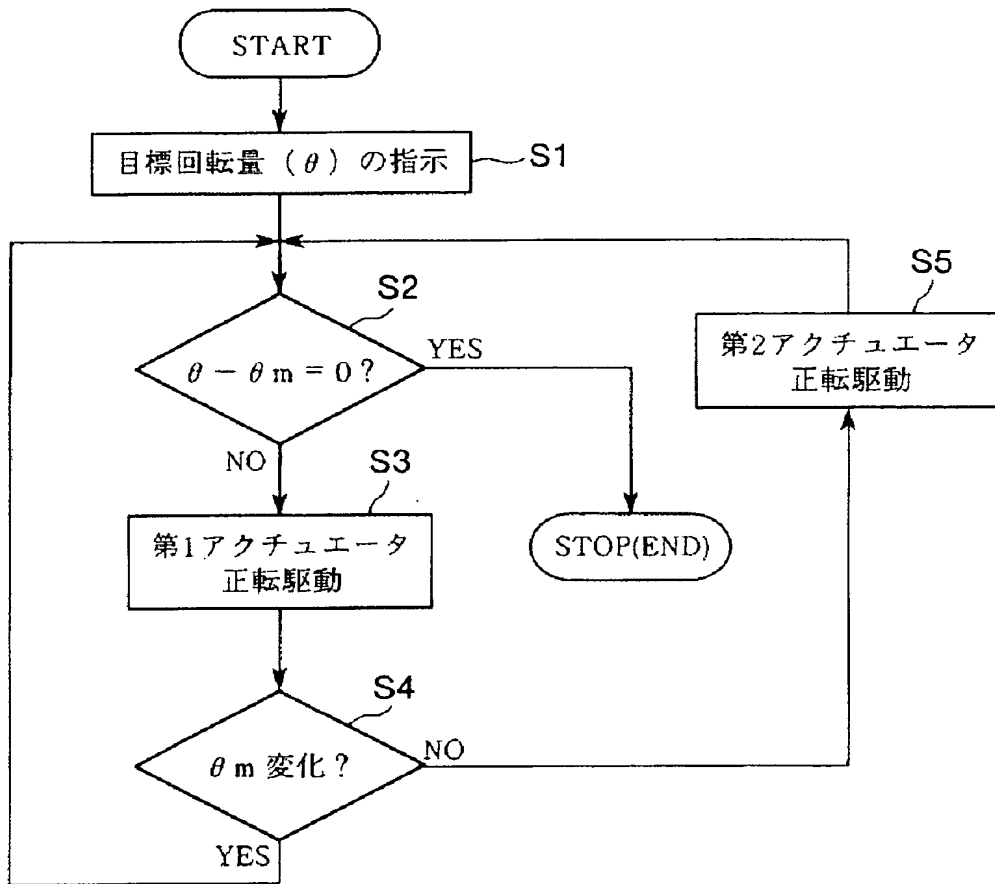 START
目標回転量(θ)の指示
S1
S2
θ-θm=0?
YES
NO
S3
第1アクチュエータ
正転駆動
S4
θm変化?
NO
YES
S5
第2アクチュエータ
正転駆動
STOP(END)